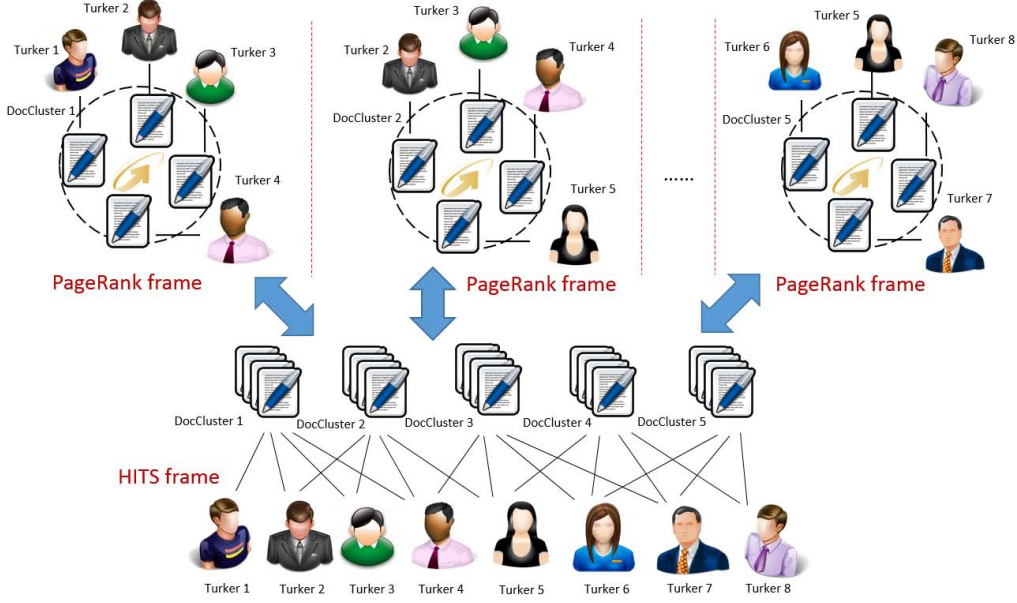 Turker 2
Turker 1
Turker 3
DocCluster 1
Turker 4
PageRank frame
Turker 3
Turker 2
Turker 4
DocCluster 2
Turker 5
PageRank frame
......
Turker 5
Turker 6
Turker 8
DocCluster 5
Turker 7
PageRank frame
DocCluster 1
DocCluster 2
DocCluster 3
DocCluster 4
DocCluster 5
HITS frame
Turker 1
Turker 2
Turker 3
Turker 4
Turker 5
Turker 6
Turker 7
Turker 8